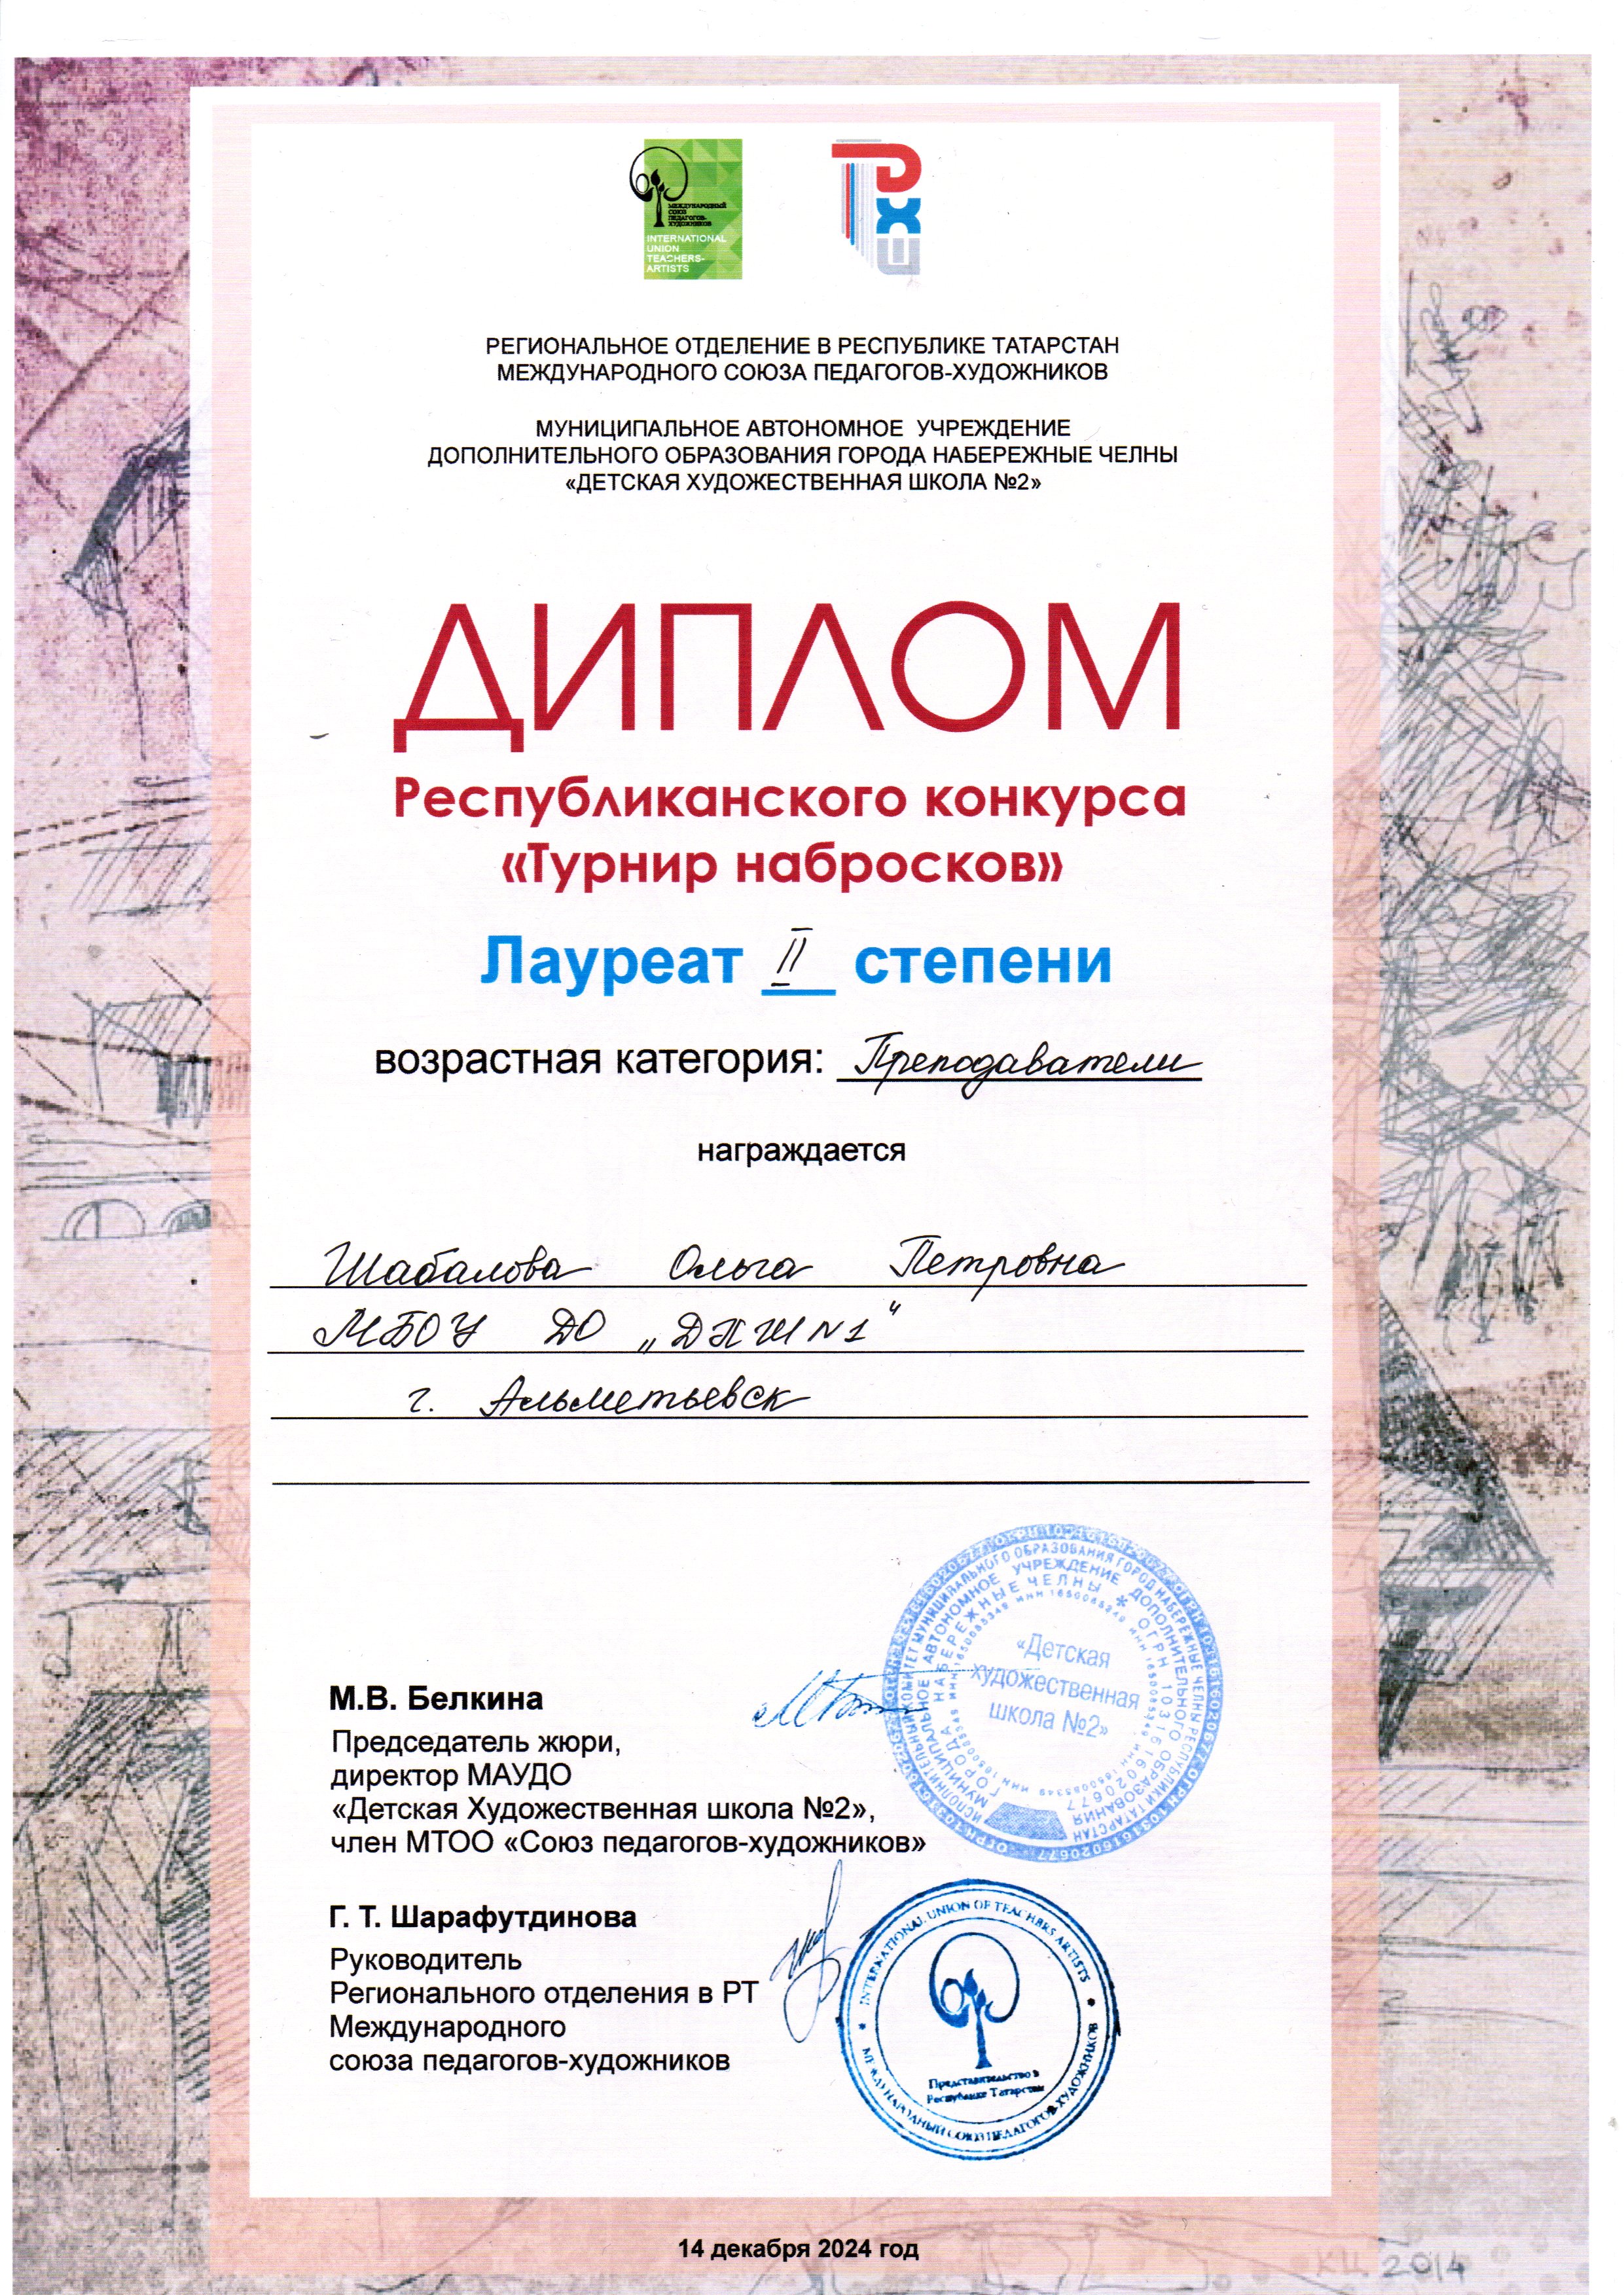 МЕЖДУНАРОДНЫЙ
СОЮЗ
ПЕДАГОГОВ-
ХУДОЖНИКОВ
INTERNATIONAL
UNION
TEACHERS-
ARTISTS
РХШ
РЕГИОНАЛЬНОЕ ОТДЕЛЕНИЕ В РЕСПУБЛИКЕ ТАТАРСТАН
МЕЖДУНАРОДНОГО СОЮЗА ПЕДАГОГОВ-ХУДОЖНИКОВ
МУНИЦИПАЛЬНОЕ АВТОНОМНОЕ УЧРЕЖДЕНИЕ
ДОПОЛНИТЕЛЬНОГО ОБРАЗОВАНИЯ ГОРОДА НАБЕРЕЖНЫЕ ЧЕЛНЫ
«ДЕТСКАЯ ХУДОЖЕСТВЕННАЯ ШКОЛА №2»
ДИПЛОМ
Республиканского конкурса
«Турнир набросков»
Лауреат II степени
возрастная категория: Преподаватели
награждается
Шабалова Ольга Петровна
МБОУ ДО „ДХШ №1"
г. Альметьевск
«Детская
художественная
школа №2»
МУНИЦИПАЛЬНОЕ АВТОНОМНОЕ УЧРЕЖДЕНИЕ ДОПОЛНИТЕЛЬНОГО ОБРАЗОВАНИЯ
ГОРОДА НАБЕРЕЖНЫЕ ЧЕЛНЫ * ОГРН 1031616020677
М.В. Белкина
Председатель жюри,
директор МАУДО
«Детская Художественная школа №2»,
член МТОО «Союз педагогов-художников»
Г. Т. Шарафутдинова
Руководитель
Регионального отделения в РТ
Международного
союза педагогов-художников
INTERNATIONAL UNION OF TEACHERS ARTISTS
МЕЖДУНАРОДНЫЙ СОЮЗ ПЕДАГОГОВ-ХУДОЖНИКОВ
Представительство в
Республике Татарстан
14 декабря 2024 год
2014